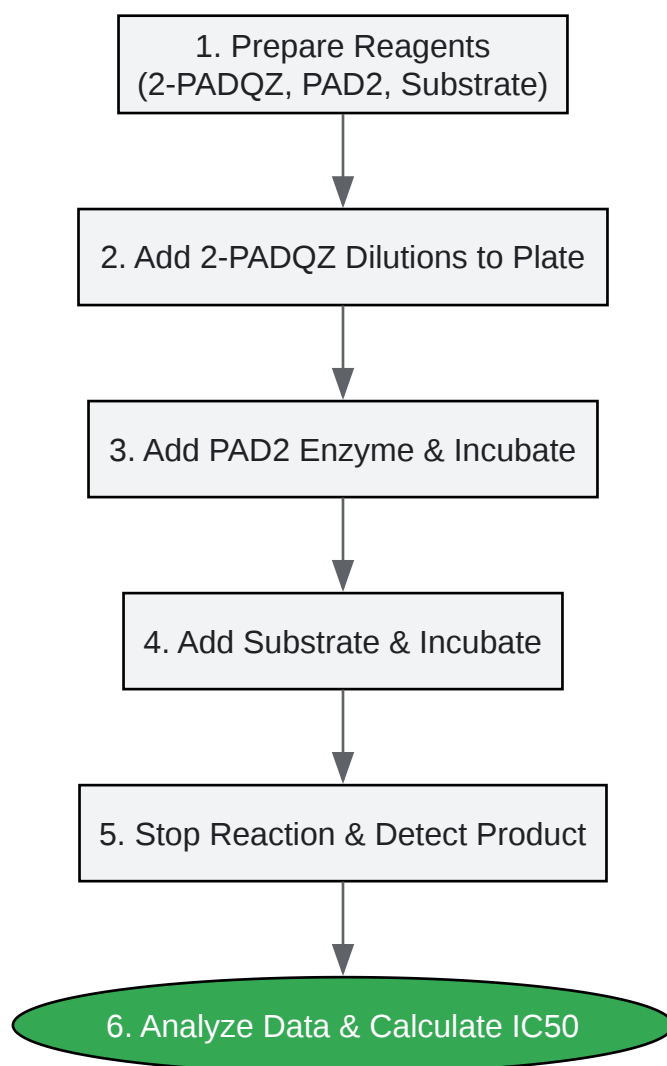 1. Prepare Reagents
(2-PADQZ, PAD2, Substrate)
2. Add 2-PADQZ Dilutions to Plate
3. Add PAD2 Enzyme & Incubate
4. Add Substrate & Incubate
5. Stop Reaction & Detect Product
6. Analyze Data & Calculate IC50